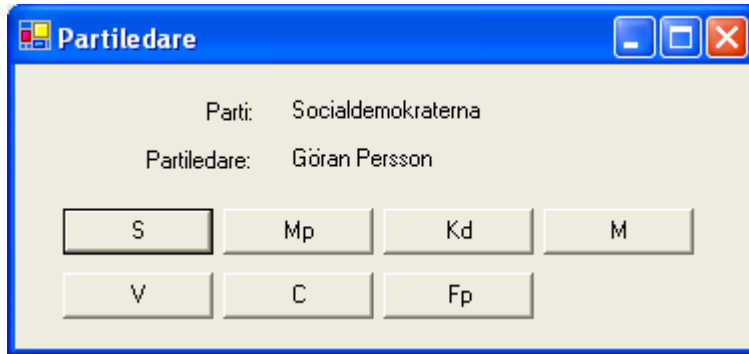 Partiledare
Parti: Socialdemokraterna
Partiledare: Göran Persson
S Mp Kd M
V C Fp